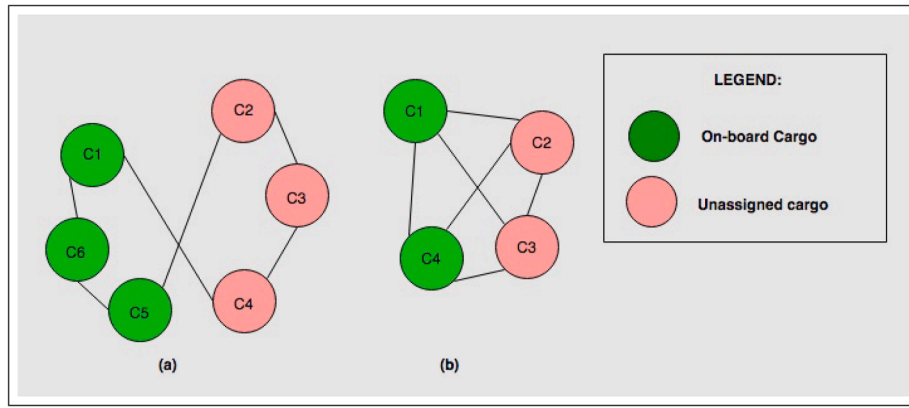 C1
C6
C5
C2
C3
C4
(a)
C1
C2
C3
C4
(b)
LEGEND:
On-board Cargo
Unassigned cargo